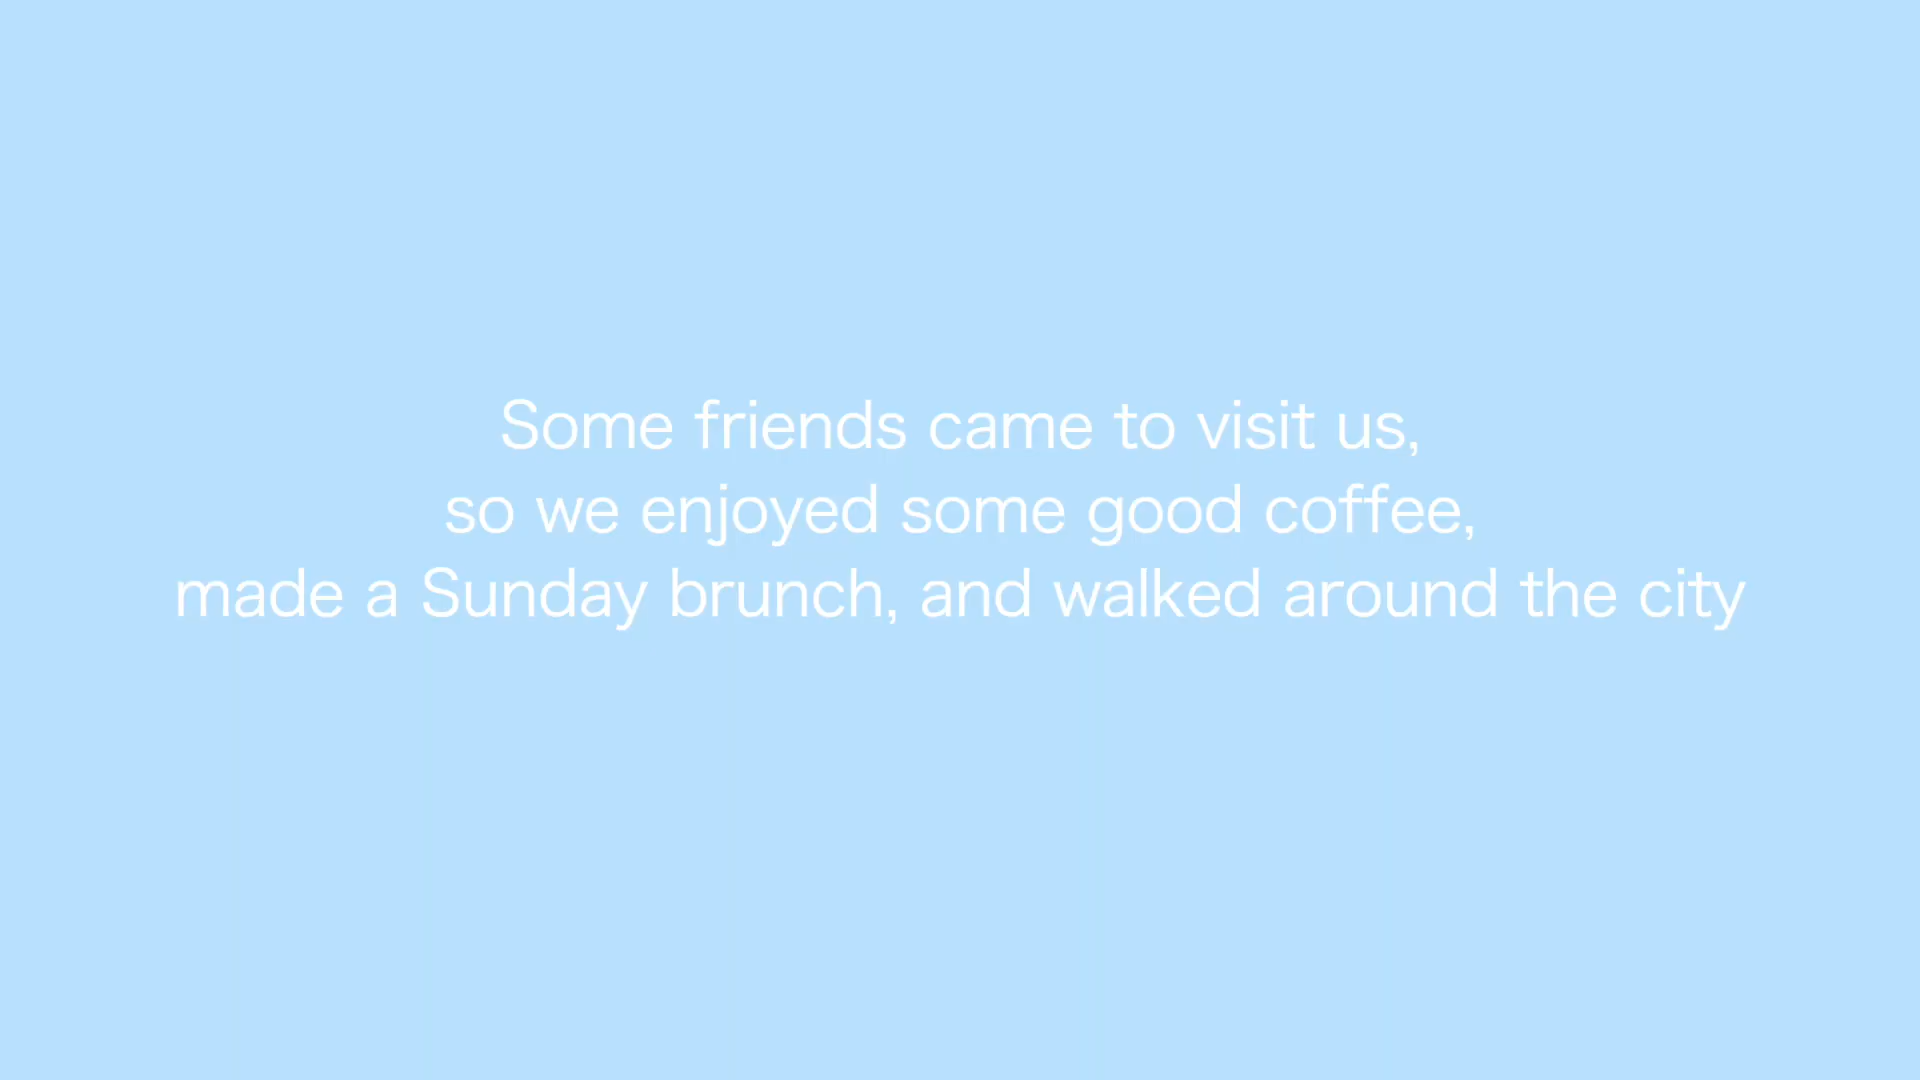 Some friends came to visit us,
so we enjoyed some good coffee,
made a Sunday brunch, and walked around the city